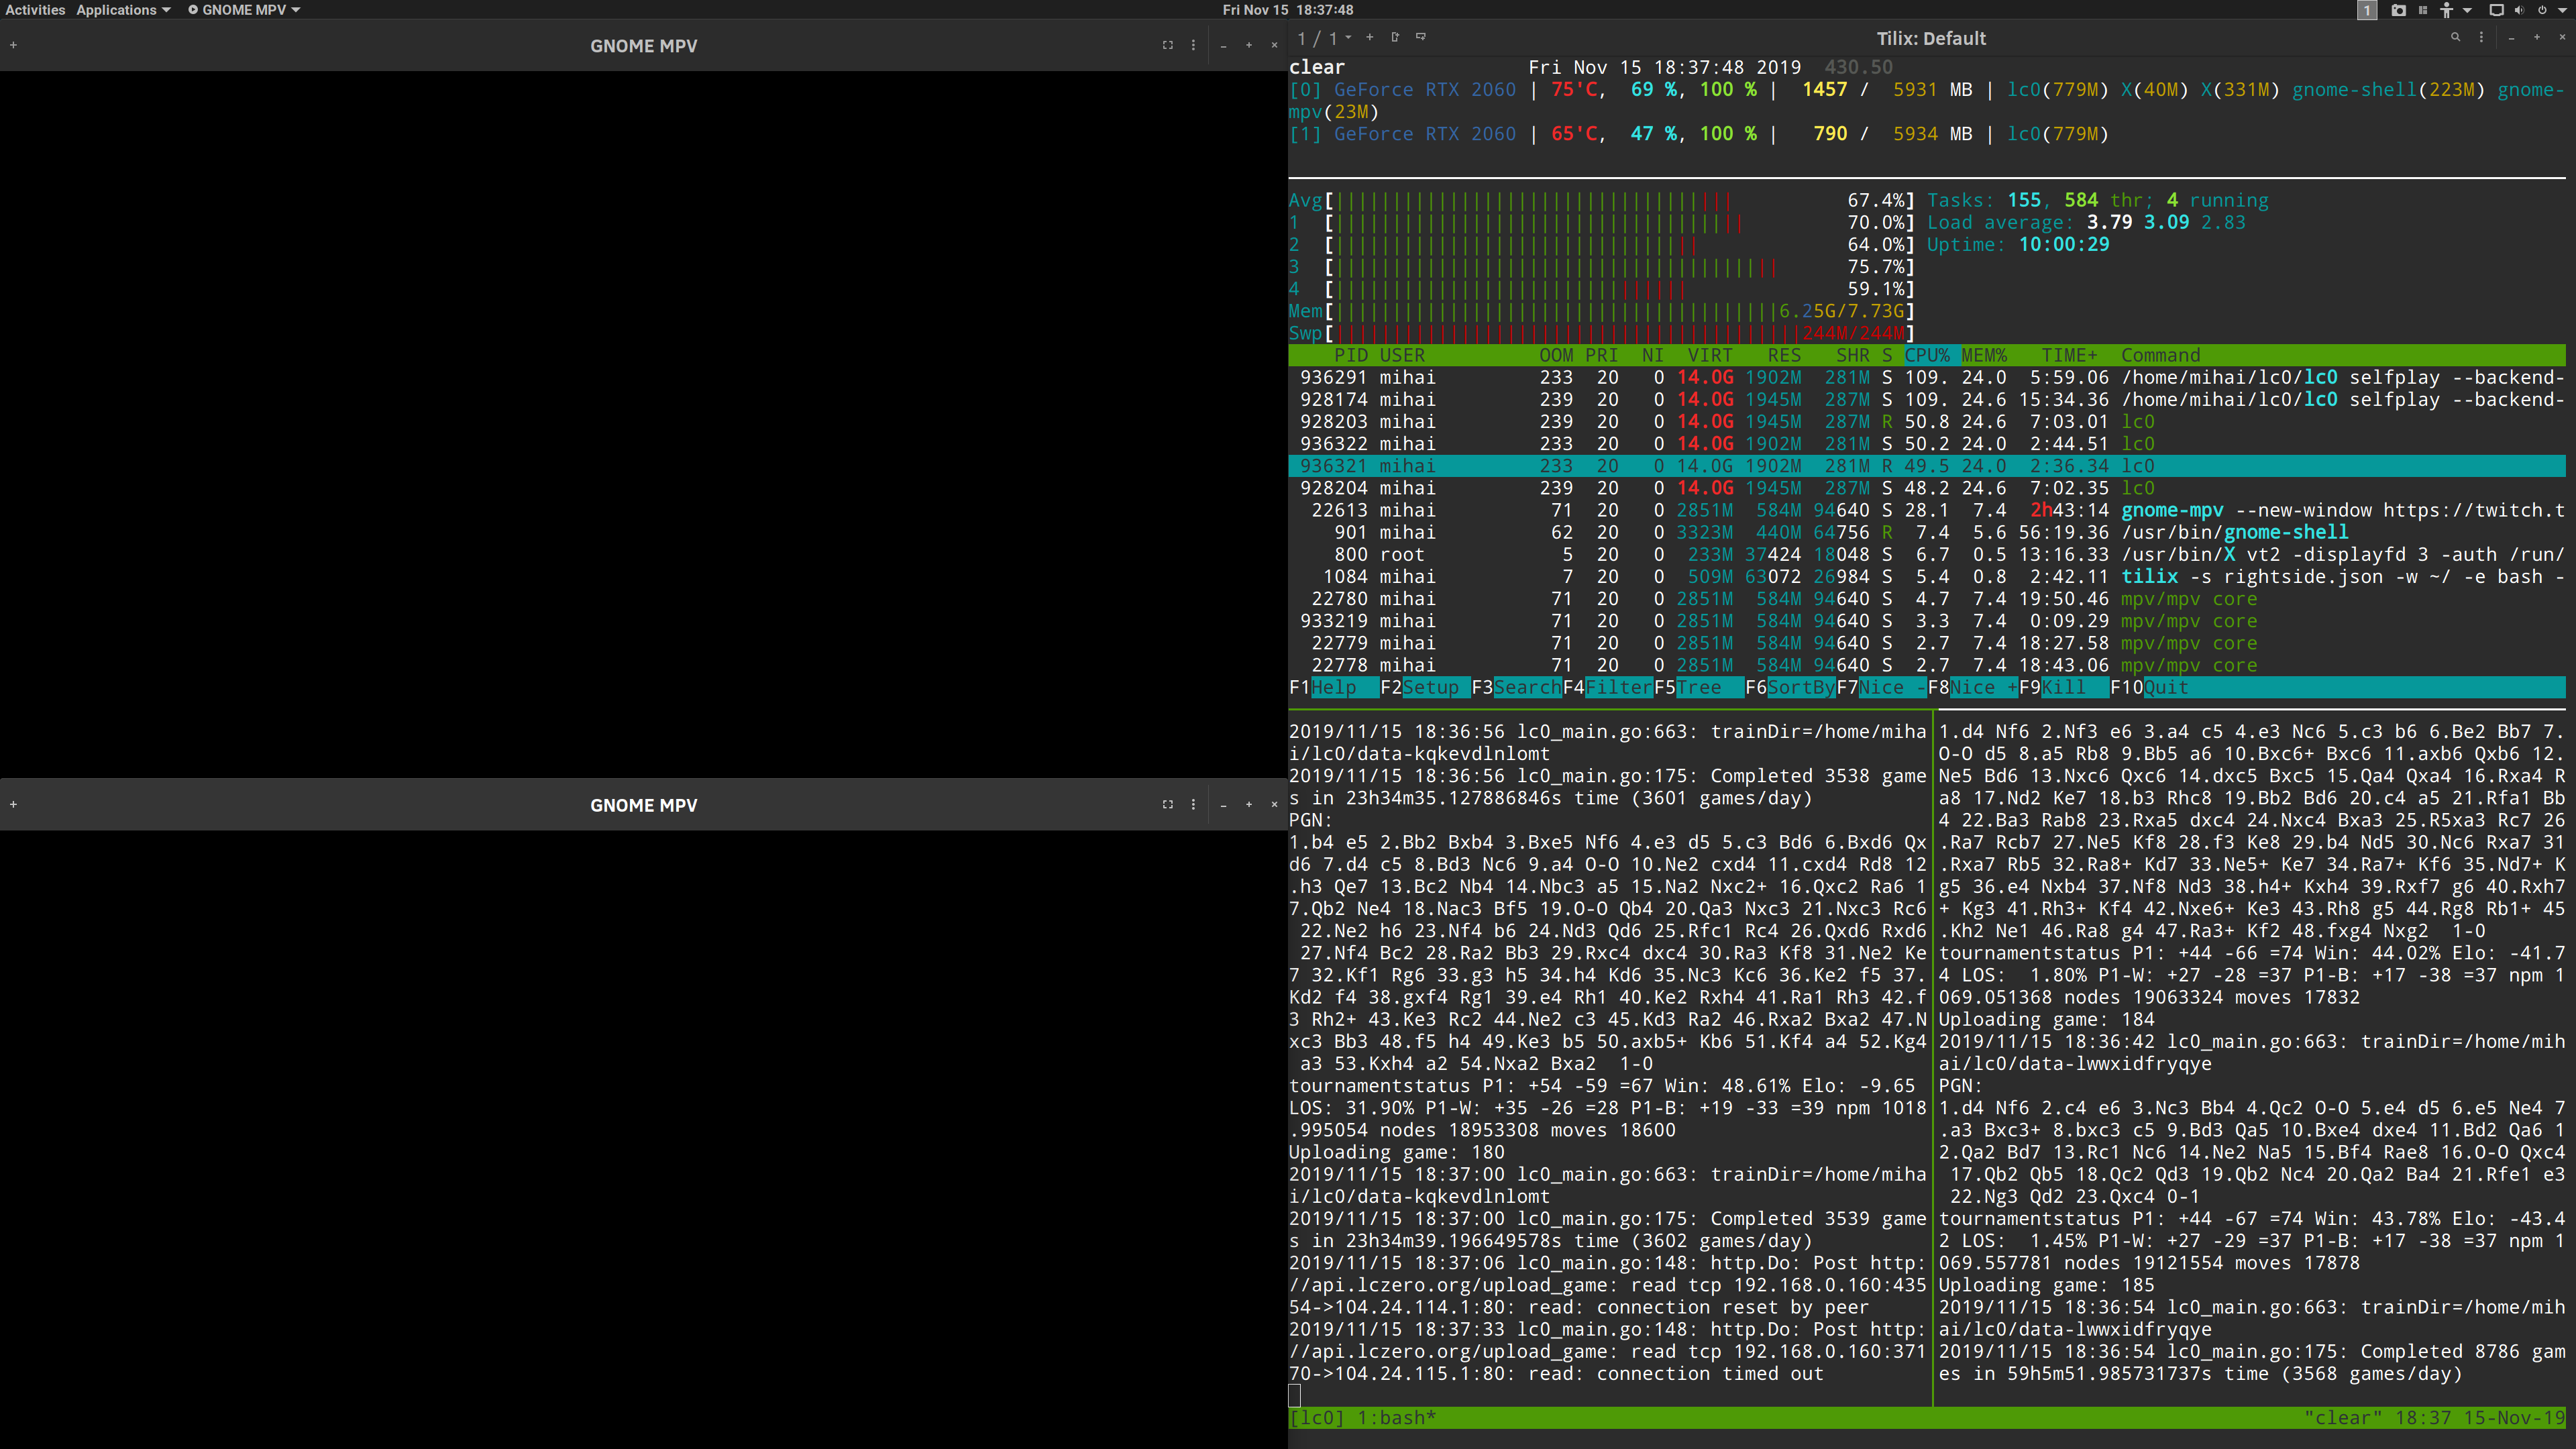 Activities Applications GNOME MPV Fri Nov 15 18:37:48 1
GNOME MPV
GNOME MPV
1 / 1 Tilix: Default
clear Fri Nov 15 18:37:48 2019 430.50
[0] GeForce RTX 2060 | 75'C, 69 %, 100 % | 1457 / 5931 MB | lc0(779M) X(40M) X(331M) gnome-shell(223M) gnome-
mpv(23M)
[1] GeForce RTX 2060 | 65'C, 47 %, 100 % | 790 / 5934 MB | lc0(779M)
Avg[ 67.4%] Tasks: 155, 584 thr; 4 running
1 [ 70.0%] Load average: 3.79 3.09 2.83
2 [ 64.0%] Uptime: 10:00:29
3 [ 75.7%]
4 [ 59.1%]
Mem[ 6.25G/7.73G]
Swp[ 244M/244M]
PID USER OOM PRI NI VIRT RES SHR S CPU% MEM% TIME+ Command
936291 mihai 233 20 0 14.0G 1902M 281M S 109. 24.0 5:59.06 /home/mihai/lc0/lc0 selfplay --backend-
928174 mihai 239 20 0 14.0G 1945M 287M S 109. 24.6 15:34.36 /home/mihai/lc0/lc0 selfplay --backend-
928203 mihai 239 20 0 14.0G 1945M 287M R 50.8 24.6 7:03.01 lc0
936322 mihai 233 20 0 14.0G 1902M 281M S 50.2 24.0 2:44.51 lc0
936321 mihai 233 20 0 14.0G 1902M 281M R 49.5 24.0 2:36.34 lc0
928204 mihai 239 20 0 14.0G 1945M 287M S 48.2 24.6 7:02.35 lc0
22613 mihai 71 20 0 2851M 584M 94640 S 28.1 7.4 2h43:14 gnome-mpv --new-window https://twitch.t
901 mihai 62 20 0 3323M 440M 64756 R 7.4 5.6 56:19.36 /usr/bin/gnome-shell
800 root 5 20 0 233M 37424 18048 S 6.7 0.5 13:16.33 /usr/bin/X vt2 -displayfd 3 -auth /run/
1084 mihai 7 20 0 509M 63072 26984 S 5.4 0.8 2:42.11 tilix -s rightside.json -w ~/ -e bash -
22780 mihai 71 20 0 2851M 584M 94640 S 4.7 7.4 19:50.46 mpv/mpv core
933219 mihai 71 20 0 2851M 584M 94640 S 3.3 7.4 0:09.29 mpv/mpv core
22779 mihai 71 20 0 2851M 584M 94640 S 2.7 7.4 18:27.58 mpv/mpv core
22778 mihai 71 20 0 2851M 584M 94640 S 2.7 7.4 18:43.06 mpv/mpv core
F1Help F2Setup F3SearchF4FilterF5Tree F6SortByF7Nice -F8Nice +F9Kill F10Quit
2019/11/15 18:36:56 lc0_main.go:663: trainDir=/home/miha
i/lc0/data-kqkevdlnlomt
2019/11/15 18:36:56 lc0_main.go:175: Completed 3538 game
s in 23h34m35.127886846s time (3601 games/day)
PGN:
1.b4 e5 2.Bb2 Bxb4 3.Bxe5 Nf6 4.e3 d5 5.c3 Bd6 6.Bxd6 Qx
d6 7.d4 c5 8.Bd3 Nc6 9.a4 O-O 10.Ne2 cxd4 11.cxd4 Rd8 12
.h3 Qe7 13.Bc2 Nb4 14.Nbc3 a5 15.Na2 Nxc2+ 16.Qxc2 Ra6 1
7.Qb2 Ne4 18.Nac3 Bf5 19.O-O Qb4 20.Qa3 Nxc3 21.Nxc3 Rc6
22.Ne2 h6 23.Nf4 b6 24.Nd3 Qd6 25.Rfc1 Rc4 26.Qxd6 Rxd6
27.Nf4 Bc2 28.Ra2 Bb3 29.Rxc4 dxc4 30.Ra3 Kf8 31.Ne2 Ke
7 32.Kf1 Rg6 33.g3 h5 34.h4 Kd6 35.Nc3 Kc6 36.Ke2 f5 37.
Kd2 f4 38.gxf4 Rg1 39.e4 Rh1 40.Ke2 Rxh4 41.Ra1 Rh3 42.f
3 Rh2+ 43.Ke3 Rc2 44.Ne2 c3 45.Kd3 Ra2 46.Rxa2 Bxa2 47.N
xc3 Bb3 48.f5 h4 49.Ke3 b5 50.axb5+ Kb6 51.Kf4 a4 52.Kg4
a3 53.Kxh4 a2 54.Nxa2 Bxa2 1-0
tournamentstatus P1: +54 -59 =67 Win: 48.61% Elo: -9.65
LOS: 31.90% P1-W: +35 -26 =28 P1-B: +19 -33 =39 npm 1018
.995054 nodes 18953308 moves 18600
Uploading game: 180
2019/11/15 18:37:00 lc0_main.go:663: trainDir=/home/miha
i/lc0/data-kqkevdlnlomt
2019/11/15 18:37:00 lc0_main.go:175: Completed 3539 game
s in 23h34m39.196649578s time (3602 games/day)
2019/11/15 18:37:06 lc0_main.go:148: http.Do: Post http:
//api.lczero.org/upload_game: read tcp 192.168.0.160:435
54->104.24.114.1:80: read: connection reset by peer
2019/11/15 18:37:33 lc0_main.go:148: http.Do: Post http:
//api.lczero.org/upload_game: read tcp 192.168.0.160:371
70->104.24.115.1:80: read: connection timed out
1.d4 Nf6 2.Nf3 e6 3.a4 c5 4.e3 Nc6 5.c3 b6 6.Be2 Bb7 7.
O-O d5 8.a5 Rb8 9.Bb5 a6 10.Bxc6+ Bxc6 11.axb6 Qxb6 12.
Ne5 Bd6 13.Nxc6 Qxc6 14.dxc5 Bxc5 15.Qa4 Qxa4 16.Rxa4 R
a8 17.Nd2 Ke7 18.b3 Rhc8 19.Bb2 Bd6 20.c4 a5 21.Rfa1 Bb
4 22.Ba3 Rab8 23.Rxa5 dxc4 24.Nxc4 Bxa3 25.R5xa3 Rc7 26
.Ra7 Rcb7 27.Ne5 Kf8 28.f3 Ke8 29.b4 Nd5 30.Nc6 Rxa7 31
.Rxa7 Rb5 32.Ra8+ Kd7 33.Ne5+ Ke7 34.Ra7+ Kf6 35.Nd7+ K
g5 36.e4 Nxb4 37.Nf8 Nd3 38.h4+ Kxh4 39.Rxf7 g6 40.Rxh7
+ Kg3 41.Rh3+ Kf4 42.Nxe6+ Ke3 43.Rh8 g5 44.Rg8 Rb1+ 45
.Kh2 Ne1 46.Ra8 g4 47.Ra3+ Kf2 48.fxg4 Nxg2 1-0
tournamentstatus P1: +44 -66 =74 Win: 44.02% Elo: -41.7
4 LOS: 1.80% P1-W: +27 -28 =37 P1-B: +17 -38 =37 npm 1
069.051368 nodes 19063324 moves 17832
Uploading game: 184
2019/11/15 18:36:42 lc0_main.go:663: trainDir=/home/mih
ai/lc0/data-lwwxidfryqye
PGN:
1.d4 Nf6 2.c4 e6 3.Nc3 Bb4 4.Qc2 O-O 5.e4 d5 6.e5 Ne4 7
.a3 Bxc3+ 8.bxc3 c5 9.Bd3 Qa5 10.Bxe4 dxe4 11.Bd2 Qa6 1
2.Qa2 Bd7 13.Rc1 Nc6 14.Ne2 Na5 15.Bf4 Rae8 16.O-O Qxc4
17.Qb2 Qb5 18.Qc2 Qd3 19.Qb2 Nc4 20.Qa2 Ba4 21.Rfe1 e3
22.Ng3 Qd2 23.Qxc4 0-1
tournamentstatus P1: +44 -67 =74 Win: 43.78% Elo: -43.4
2 LOS: 1.45% P1-W: +27 -29 =37 P1-B: +17 -38 =37 npm 1
069.557781 nodes 19121554 moves 17878
Uploading game: 185
2019/11/15 18:36:54 lc0_main.go:663: trainDir=/home/mih
ai/lc0/data-lwwxidfryqye
2019/11/15 18:36:54 lc0_main.go:175: Completed 8786 gam
es in 59h5m51.985731737s time (3568 games/day)
[lc0] 1:bash* "clear" 18:37 15-Nov-19